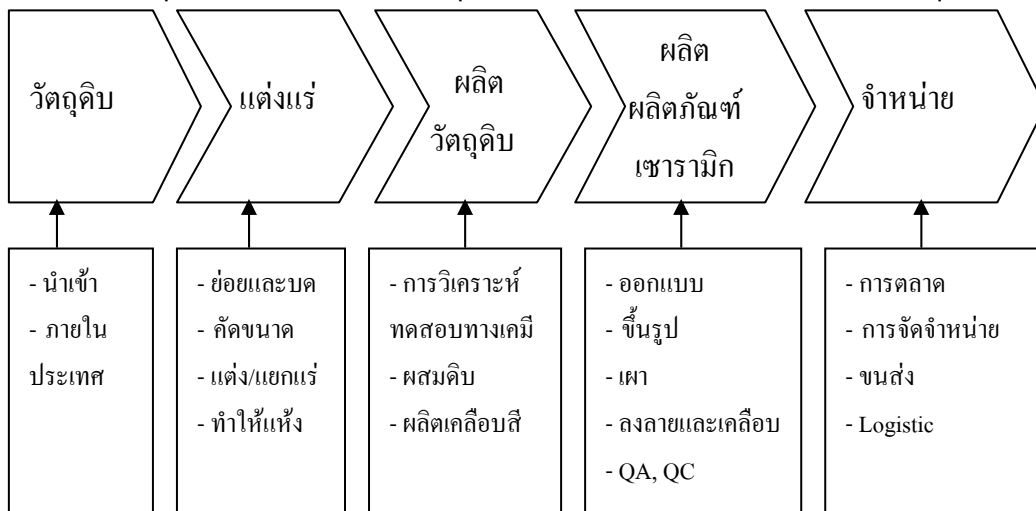 วัตถุดิบ
แต่งแร่
ผลิต
วัตถุดิบ
ผลิต
ผลิตภัณฑ์
เซรามิก
จำหน่าย
- นำเข้า
- ภายใน
ประเทศ
- ย่อยและบด
- คัดขนาด
- แต่ง/แยกแร่
- ทำให้แห้ง
- การวิเคราะห์
ทดสอบทางเคมี
- ผสมดิบ
- ผลิตเคลือบสี
- ออกแบบ
- ขึ้นรูป
- เผา
- ลงลายและเคลือบ
- QA, QC
- การตลาด
- การจัดจำหน่าย
- ขนส่ง
- Logistic